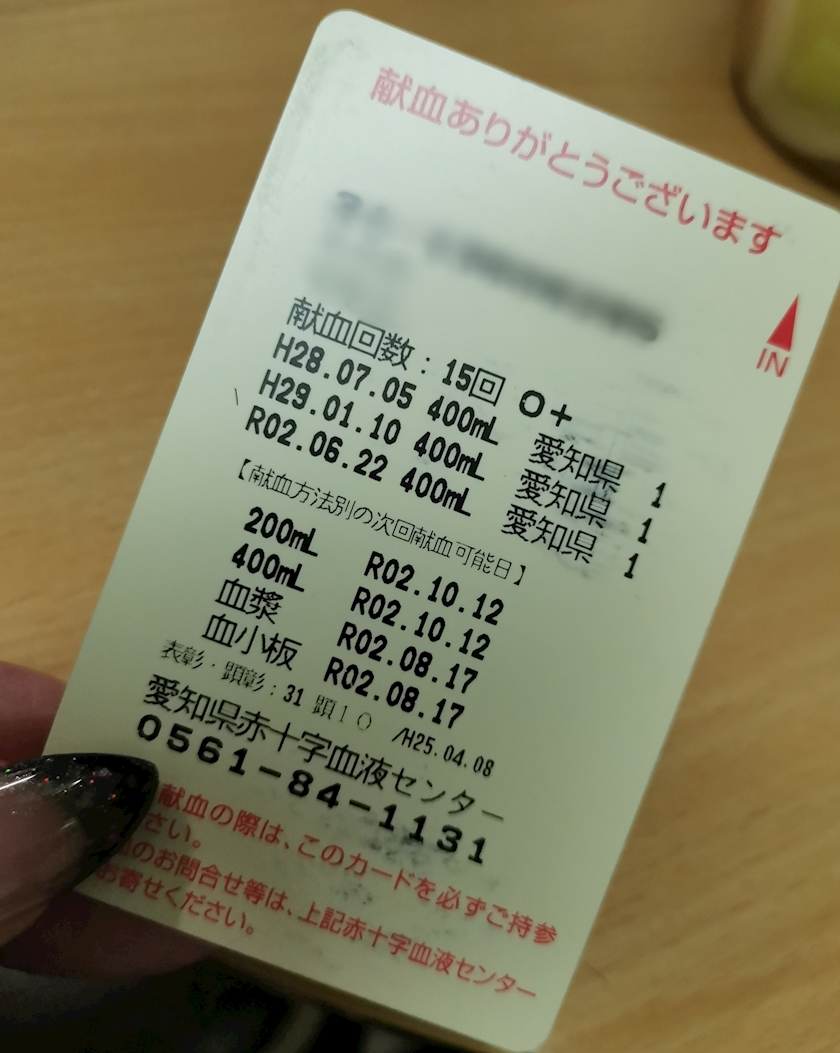 献血ありがとうございます
IN
献血回数：15回 O+
H28.07.05 400mL 愛知県 1
H29.01.10 400mL 愛知県 1
R02.06.22 400mL 愛知県 1
【献血方法別の次回献血可能日】
200mL R02.10.12
400mL R02.10.12
血漿 R02.08.17
血小板 R02.08.17
表彰・顕彰：31 顕10 /H25.04.08
愛知県赤十字血液センター
0561-84-1131
献血の際は、このカードを必ずご持参
さい。
のお問合せ等は、上記赤十字血液センター
お寄せください。